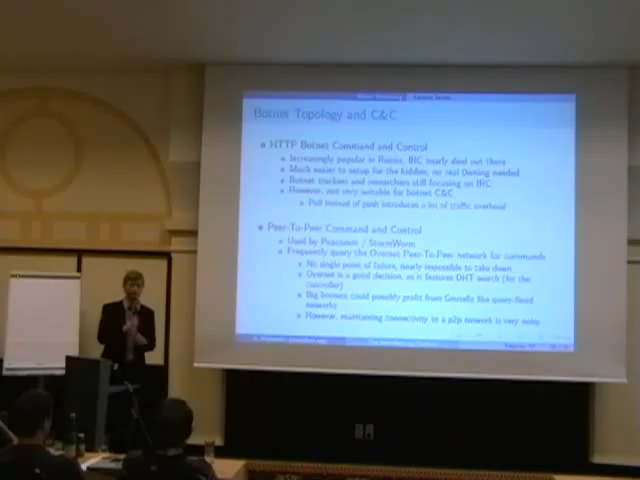 Botnet Topology and C&C
HTTP Botnet Command and Control
Increasingly popular in Russia, IRC nearly died out there
Much easier to setup for the kiddies, no real needed
Botnet trackers and researchers still focusing on IRC
However, not very suitable for botnet C&C
Pull instead of push introduces a lot of traffic overhead
Peer-To-Peer Command and Control
Used by Peacomm / StormWorm
Frequently query the Overnet Peer-To-Peer network for commands
No single point of failure, nearly impossible to take down
Overnet is a good decision, as it features DHT search (for the
controller)
Big botnets could possibly profit from Gnutella like query-flood
networks
However, maintaining connectivity to a p2p network is very noisy